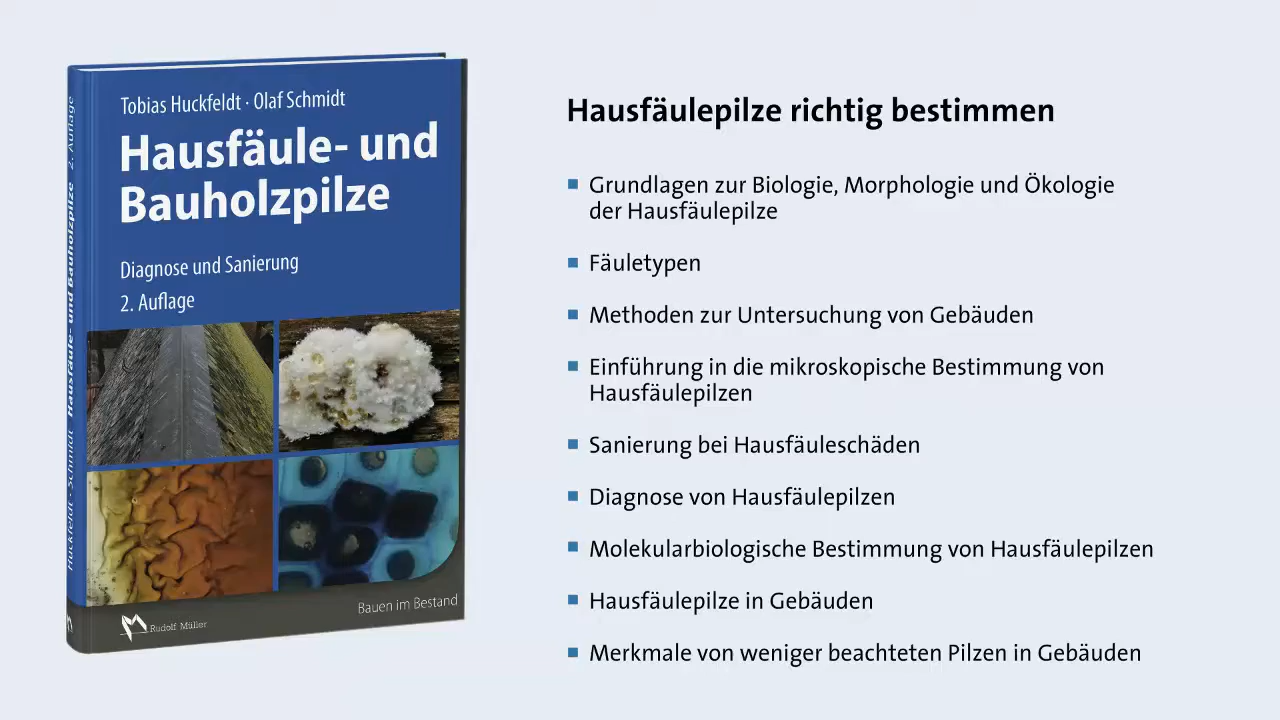 Tobias Huckfeldt · Olaf Schmidt
Hausfäule- und
Bauholzpilze
Diagnose und Sanierung
2. Auflage
Bauen im Bestand
Rudolf Müller
Huckfeldt · Schmidt Hausfäule- und Bauholzpilze 2. Auflage
Hausfäulepilze richtig bestimmen
■ Grundlagen zur Biologie, Morphologie und Ökologie
der Hausfäulepilze
■ Fäuletypen
■ Methoden zur Untersuchung von Gebäuden
■ Einführung in die mikroskopische Bestimmung von
Hausfäulepilzen
■ Sanierung bei Hausfäuleschäden
■ Diagnose von Hausfäulepilzen
■ Molekularbiologische Bestimmung von Hausfäulepilzen
■ Hausfäulepilze in Gebäuden
■ Merkmale von weniger beachteten Pilzen in Gebäuden